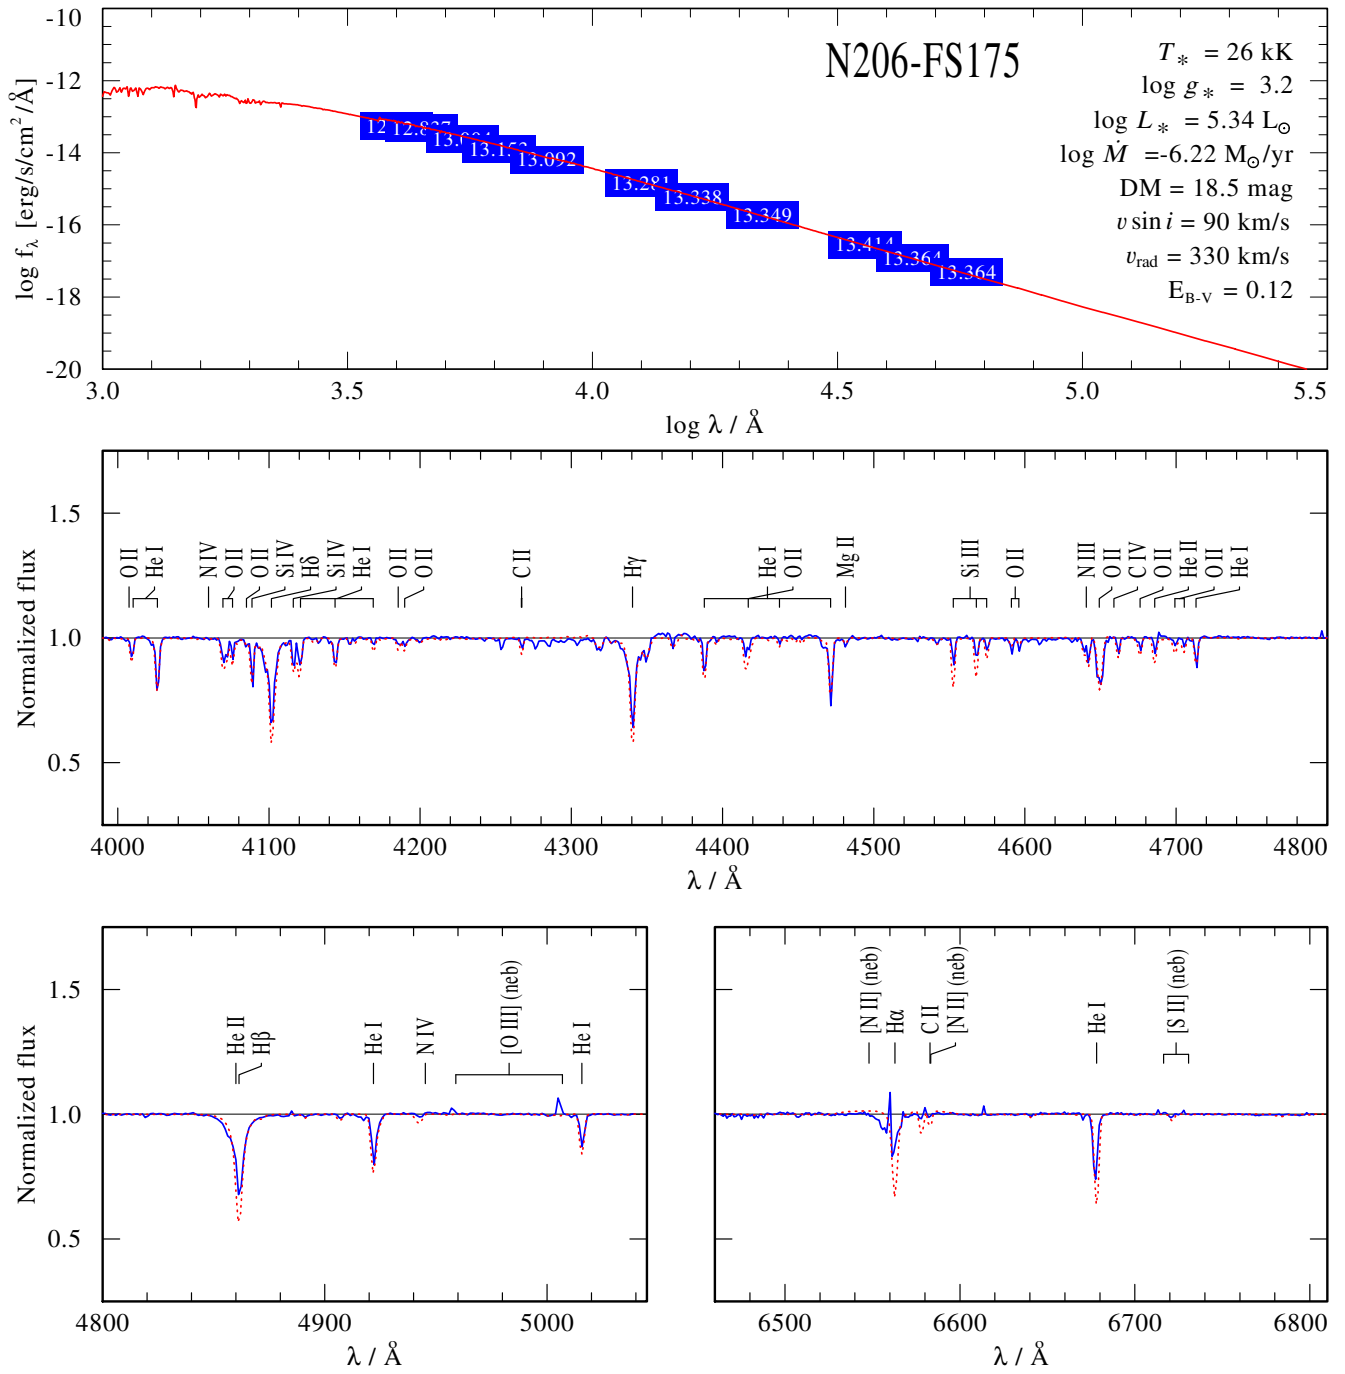 N206-FS175
T* = 26 kK
log g* = 3.2
log L* = 5.34 L⊙
log Ṁ =-6.22 M⊙/yr
DM = 18.5 mag
v sin i = 90 km/s
vrad = 330 km/s
EB-V = 0.12
log fλ [erg/s/cm²/Å]
-10
-12
-14
-16
-18
-20
13.092
13.281
13.338
13.349
13.414
13.364
13.364
3.0 3.5 4.0 4.5 5.0 5.5
log λ / Å
Normalized flux
1.5
1.0
0.5
O II He I N IV O II O II Si IV Hδ Si IV He I O II O II C II Hγ He I O II Mg II Si III O II N III O II C IV O II He II O II He I
4000 4100 4200 4300 4400 4500 4600 4700 4800
λ / Å
Normalized flux
1.5
1.0
0.5
He II Hβ He I N IV [O III] (neb) He I
4800 4900 5000
λ / Å
[N II] (neb) Hα C II [N II] (neb) He I [S II] (neb)
6500 6600 6700 6800
λ / Å